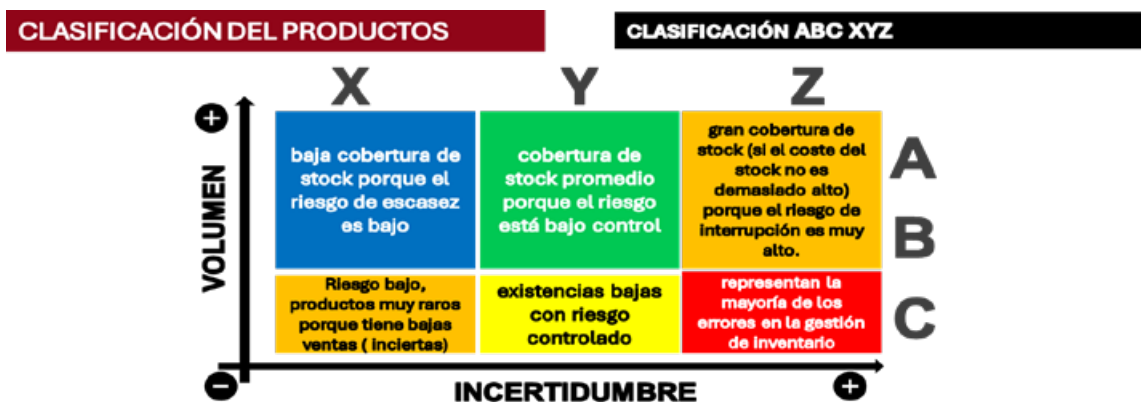 CLASIFICACIÓN DEL PRODUCTOS
CLASIFICACIÓN ABC XYZ
X
Y
Z
+
VOLUMEN
baja cobertura de
stock porque el
riesgo de escasez
es bajo
cobertura de
stock promedio
porque el riesgo
está bajo control
gran cobertura de
stock (si el coste del
stock no es
demasiado alto)
porque el riesgo de
interrupción es muy
alto.
A
B
Riesgo bajo,
productos muy raros
porque tiene bajas
ventas ( inciertas)
existencias bajas
con riesgo
controlado
representan la
mayoría de los
errores en la gestión
de inventario
C
-
INCERTIDUMBRE
+